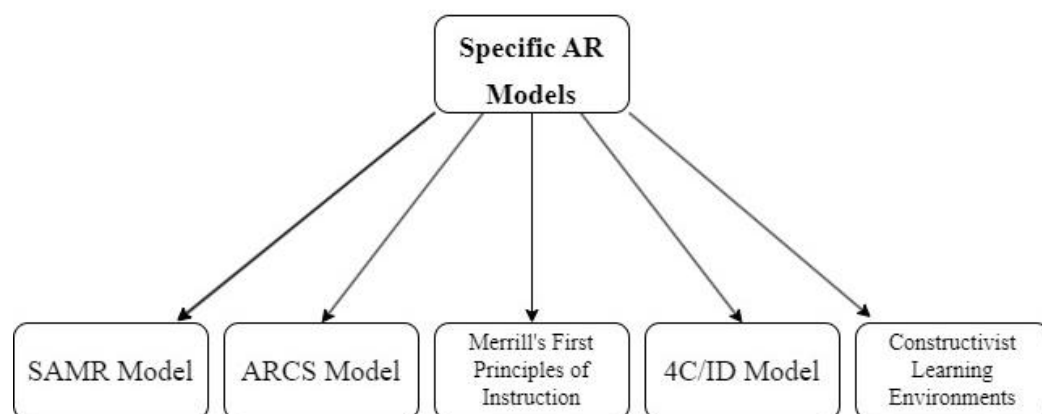 Specific AR
Models
SAMR Model
ARCS Model
Merrill's First
Principles of
Instruction
4C/ID Model
Constructivist
Learning
Environments